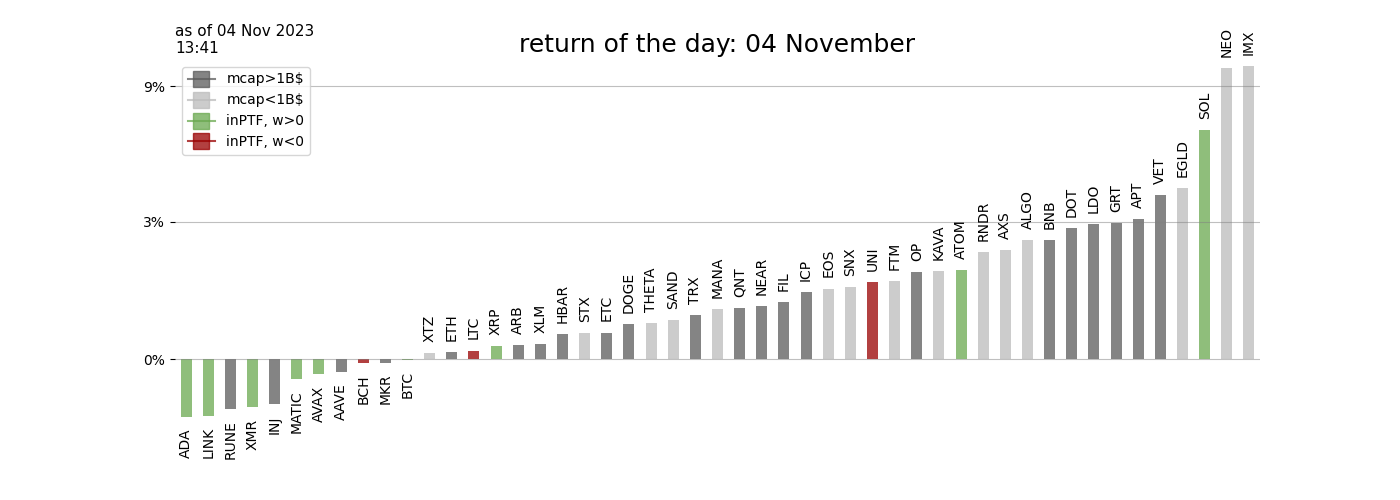 as of 04 Nov 2023
13:41
return of the day: 04 November
mcap>1B$
mcap<1B$
inPTF, w>0
inPTF, w<0
9%
3%
0%
ADA
LINK
RUNE
XMR
INJ
MATIC
AVAX
AAVE
BCH
MKR
BTC
XTZ
ETH
LTC
XRP
ARB
XLM
HBAR
STX
ETC
DOGE
THETA
SAND
TRX
MANA
QNT
NEAR
FIL
ICP
EOS
SNX
UNI
FTM
OP
KAVA
ATOM
RNDR
AXS
ALGO
BNB
DOT
LDO
GRT
APT
VET
EGLD
SOL
NEO
IMX